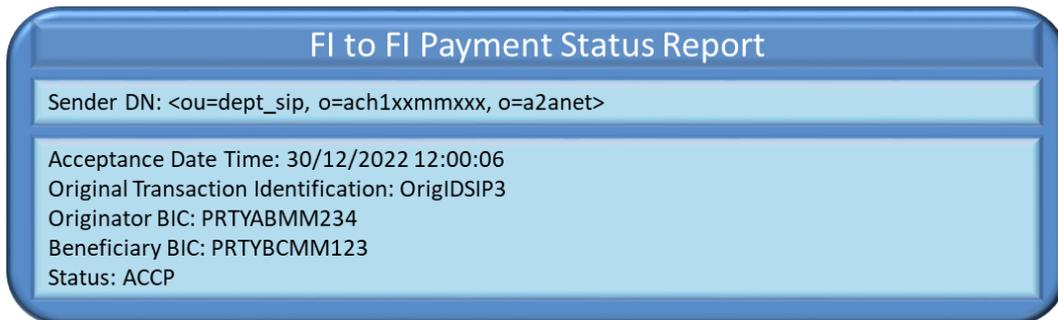 FI to FI Payment Status Report
Sender DN: <ou=dept_sip, o=ach1xxmmxxx, o=a2anet>
Acceptance Date Time: 30/12/2022 12:00:06
Original Transaction Identification: OrigIDSIP3
Originator BIC: PRTYABMM234
Beneficiary BIC: PRTYBCMM123
Status: ACCP